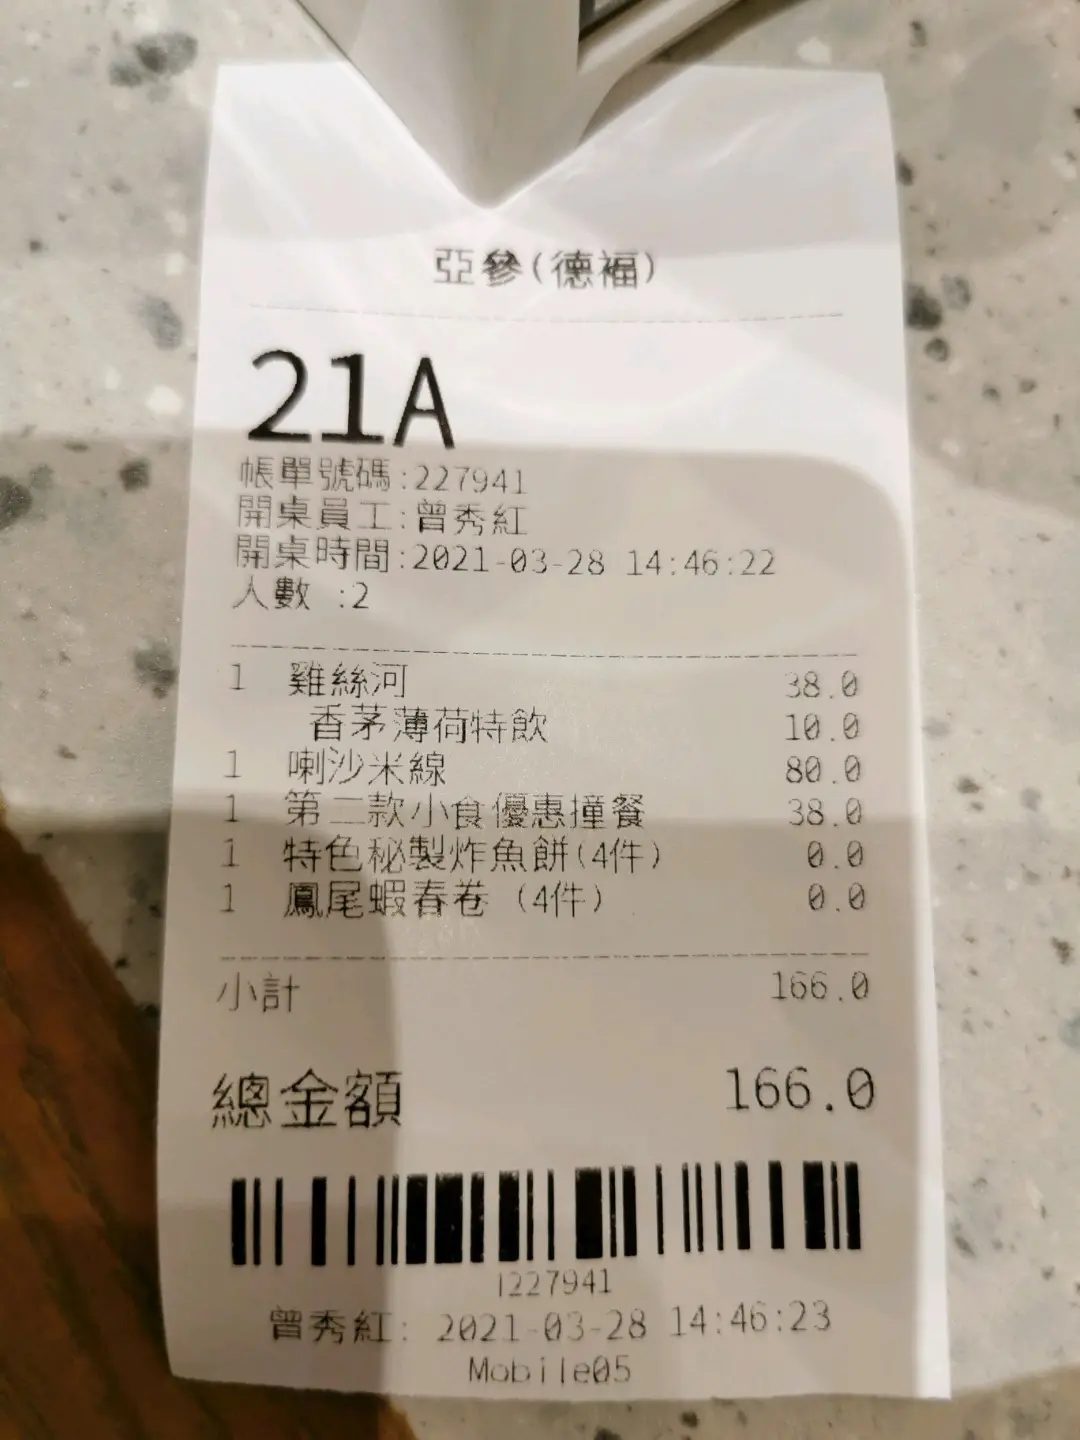 亞參(德福)
21A
帳單號碼:227941
開桌員工:曾秀紅
開桌時間:2021-03-28 14:46:22
人數 :2
1 雞絲河 38.0
香茅薄荷特飲 10.0
1 喇沙米線 80.0
1 第二款小食優惠撞餐 38.0
1 特色秘製炸魚餅(4件) 0.0
1 鳳尾蝦春卷 (4件) 0.0
小計 166.0
總金額 166.0
1227941
曾秀紅: 2021-03-28 14:46:23
Mobile05